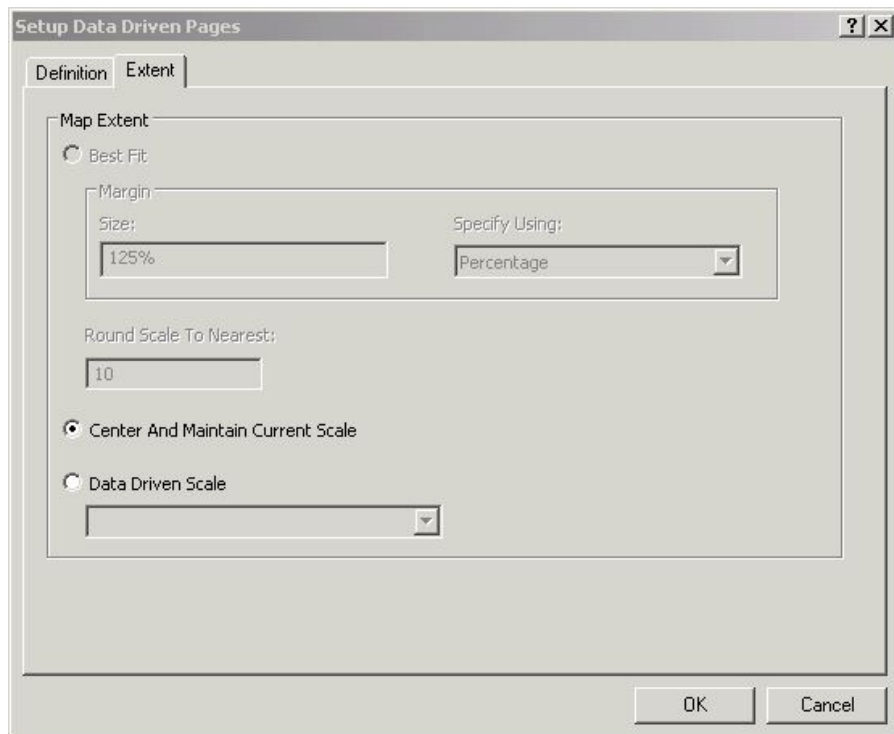 Setup Data Driven Pages
Definition Extent
Map Extent
Best Fit
Margin
Size: Specify Using:
125% Percentage
Round Scale To Nearest:
10
Center And Maintain Current Scale
Data Driven Scale
OK Cancel